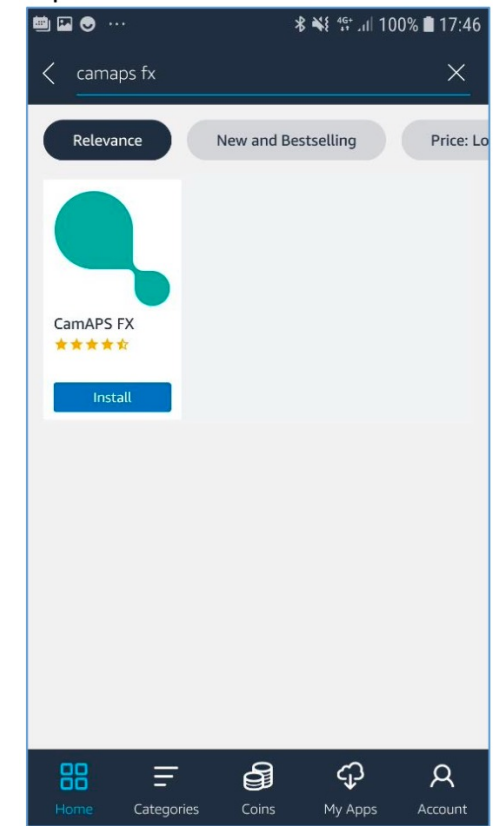 100% 17:46
camaps fx
Relevance
New and Bestselling
Price: Lo
CamAPS FX
Install
Home
Categories
Coins
My Apps
Account